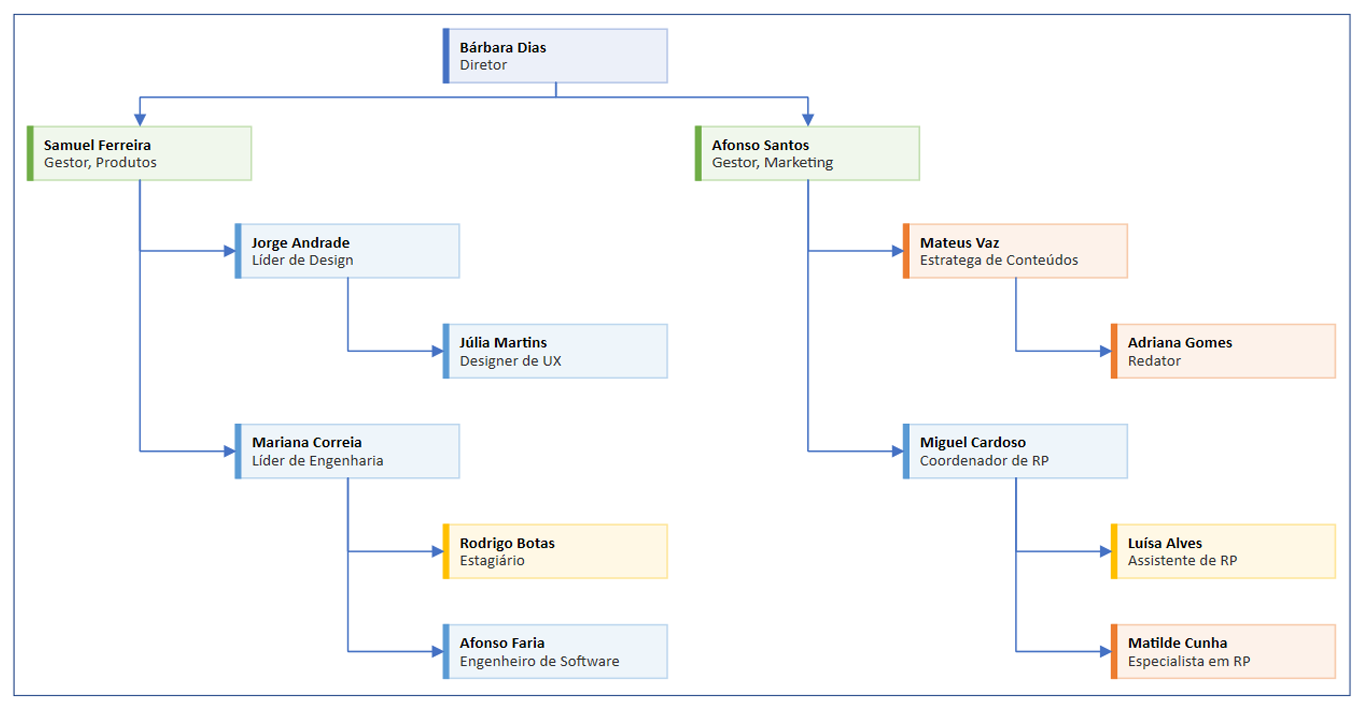 Bárbara Dias
Diretor
Samuel Ferreira
Gestor, Produtos
Afonso Santos
Gestor, Marketing
Jorge Andrade
Líder de Design
Mateus Vaz
Estratega de Conteúdos
Júlia Martins
Designer de UX
Adriana Gomes
Redator
Mariana Correia
Líder de Engenharia
Miguel Cardoso
Coordenador de RP
Rodrigo Botas
Estagiário
Luísa Alves
Assistente de RP
Afonso Faria
Engenheiro de Software
Matilde Cunha
Especialista em RP